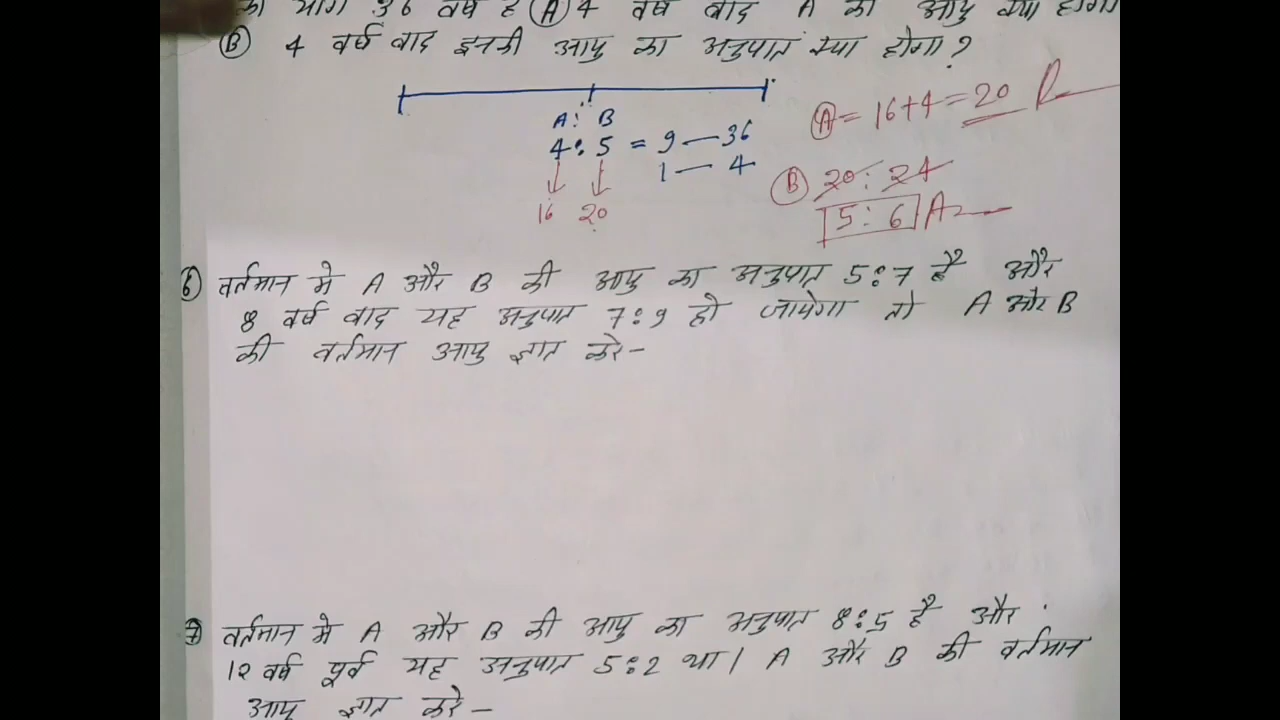 का योग 36 वर्ष है (A) 4 वर्ष बाद A की आयु क्या होगी
(B) 4 वर्ष बाद इनकी आयु का अनुपात क्या होगा?
A : B
4 : 5 = 9 — 36
1 — 4
16 20
(A) = 16+4 = 20
(B) 20 : 24
5 : 6
(6) वर्तमान मे A और B की आयु का अनुपात 5:7 है और
8 वर्ष बाद यह अनुपात 7:9 हो जायेगा तो A और B
की वर्तमान आयु ज्ञात करे-
(7) वर्तमान मे A और B की आयु का अनुपात 8:5 है और
12 वर्ष पूर्व यह अनुपात 5:2 था। A और B की वर्तमान
आयु ज्ञात करे-